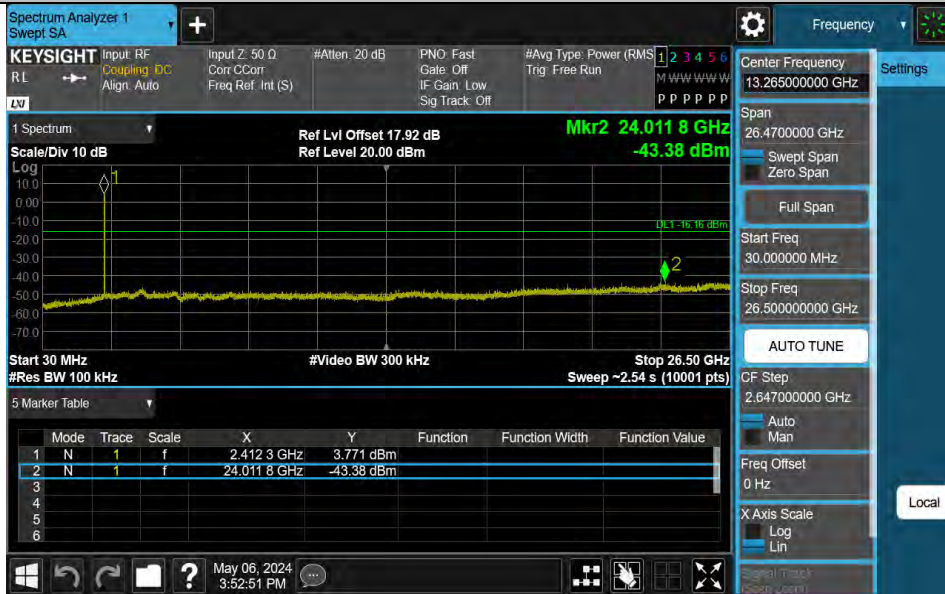 Spectrum Analyzer 1
Swept SA
+
Frequency
KEYSIGHT
RL
LXI
Input: RF
Coupling: DC
Align: Auto
Input Z: 50 Ω
Corr CCorr
Freq Ref: Int (S)
#Atten: 20 dB
PNO: Fast
Gate: Off
IF Gain: Low
Sig Track: Off
#Avg Type: Power (RMS
Trig: Free Run
1 2 3 4 5 6
M W W W W W
P P P P P P
Center Frequency
13.265000000 GHz
Settings
Span
26.4700000 GHz
Swept Span
Zero Span
Full Span
Start Freq
30.000000 MHz
Stop Freq
26.500000000 GHz
AUTO TUNE
CF Step
2.647000000 GHz
Auto
Man
Freq Offset
0 Hz
X Axis Scale
Log
Lin
Signal Track
(Span Zoom)
Local
1 Spectrum
Scale/Div 10 dB
Ref Lvl Offset 17.92 dB
Ref Level 20.00 dBm
Mkr2 24.011 8 GHz
-43.38 dBm
Log
10.0
0.00
-10.0
-20.0
-30.0
-40.0
-50.0
-60.0
-70.0
1
DL1 -16.16 dBm
2
Start 30 MHz
#Video BW 300 kHz
Stop 26.50 GHz
#Res BW 100 kHz
Sweep ~2.54 s (10001 pts)
5 Marker Table
Mode Trace Scale X Y Function Function Width Function Value
1 N 1 f 2.412 3 GHz 3.771 dBm
2 N 1 f 24.011 8 GHz -43.38 dBm
3
4
5
6
?
May 06, 2024
3:52:51 PM